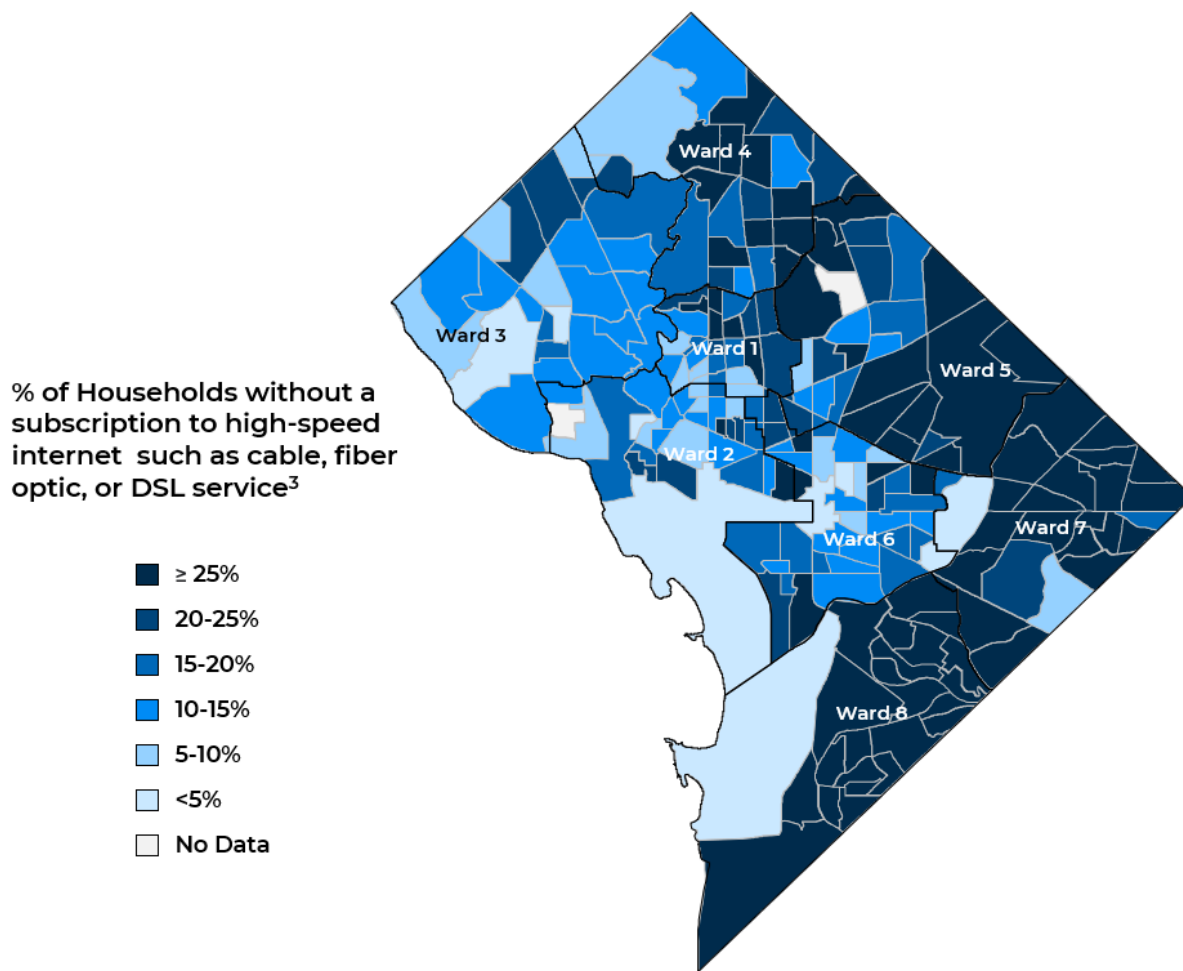 % of Households without a
subscription to high-speed
internet such as cable, fiber
optic, or DSL service³
≥ 25%
20-25%
15-20%
10-15%
5-10%
<5%
No Data
Ward 4
Ward 3
Ward 1
Ward 5
Ward 2
Ward 7
Ward 6
Ward 8